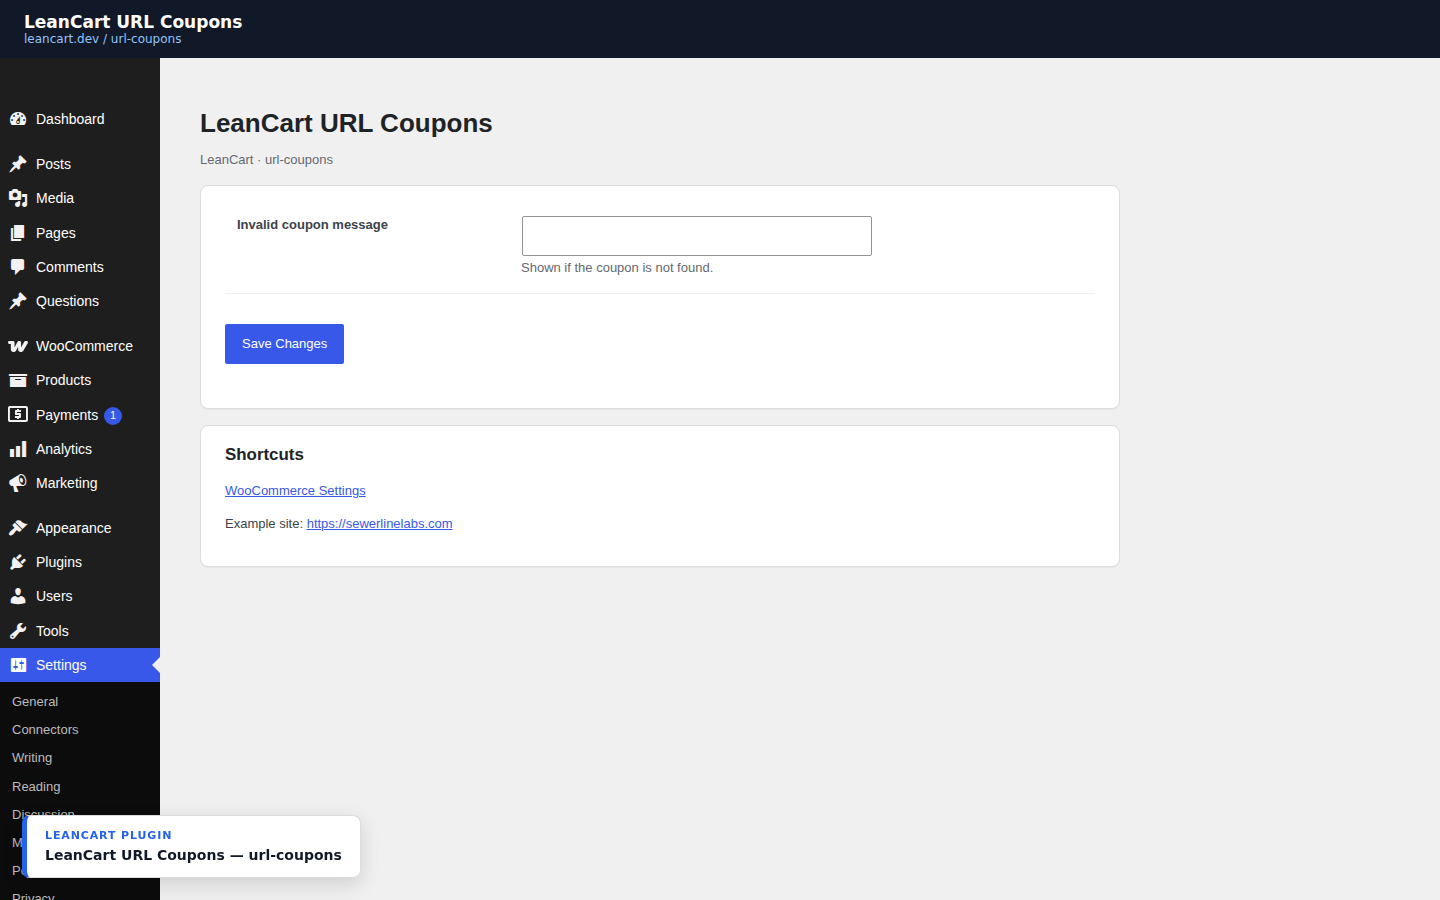 LeanCart URL Coupons
leancart.dev / url-coupons
Dashboard
Posts
Media
Pages
Comments
Questions
WooCommerce
Products
Payments 1
Analytics
Marketing
Appearance
Plugins
Users
Tools
Settings
General
Connectors
Writing
Reading
Discussion
Privacy
LeanCart URL Coupons
LeanCart · url-coupons
Invalid coupon message
Shown if the coupon is not found.
Save Changes
Shortcuts
WooCommerce Settings
Example site: https://sewerlinelabs.com
LEANCART PLUGIN
LeanCart URL Coupons — url-coupons